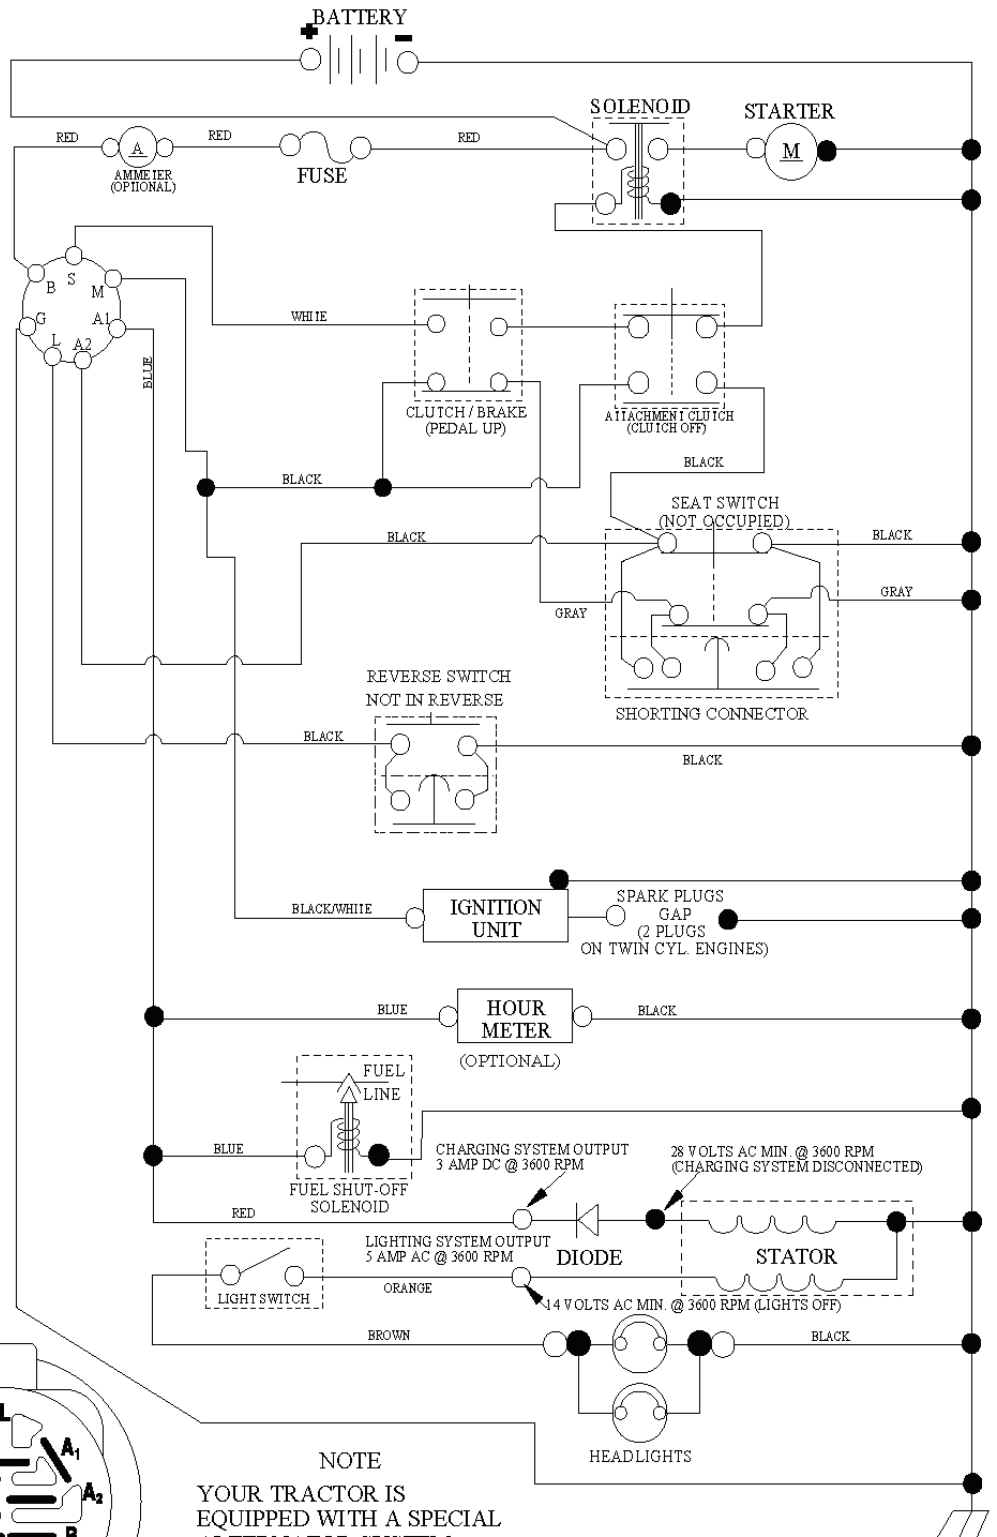 BATTERY
+ −
SOLENOID
STARTER
RED
A
RED
RED
M
AMMETER
(OPTIONAL)
FUSE
B
S
M
G
A1
L
A2
WHITE
BLUE
CLUTCH / BRAKE
(PEDAL UP)
ATTACHMENT CLUTCH
(CLUTCH OFF)
BLACK
BLACK
SEAT SWITCH
(NOT OCCUPIED)
BLACK
BLACK
GRAY
GRAY
REVERSE SWITCH
NOT IN REVERSE
SHORTING CONNECTOR
BLACK
BLACK
IGNITION
UNIT
BLACK/WHITE
SPARK PLUGS
GAP
(2 PLUGS
ON TWIN CYL. ENGINES)
BLUE
HOUR
METER
BLACK
(OPTIONAL)
FUEL
LINE
BLUE
FUEL SHUT-OFF
SOLENOID
CHARGING SYSTEM OUTPUT
3 AMP DC @ 3600 RPM
28 VOLTS AC MIN. @ 3600 RPM
(CHARGING SYSTEM DISCONNECTED)
RED
LIGHTING SYSTEM OUTPUT
5 AMP AC @ 3600 RPM
DIODE
STATOR
LIGHT SWITCH
ORANGE
14 VOLTS AC MIN. @ 3600 RPM (LIGHTS OFF)
BROWN
BLACK
HEADLIGHTS
L
A1
A2
B
NOTE
YOUR TRACTOR IS
EQUIPPED WITH A SPECIAL